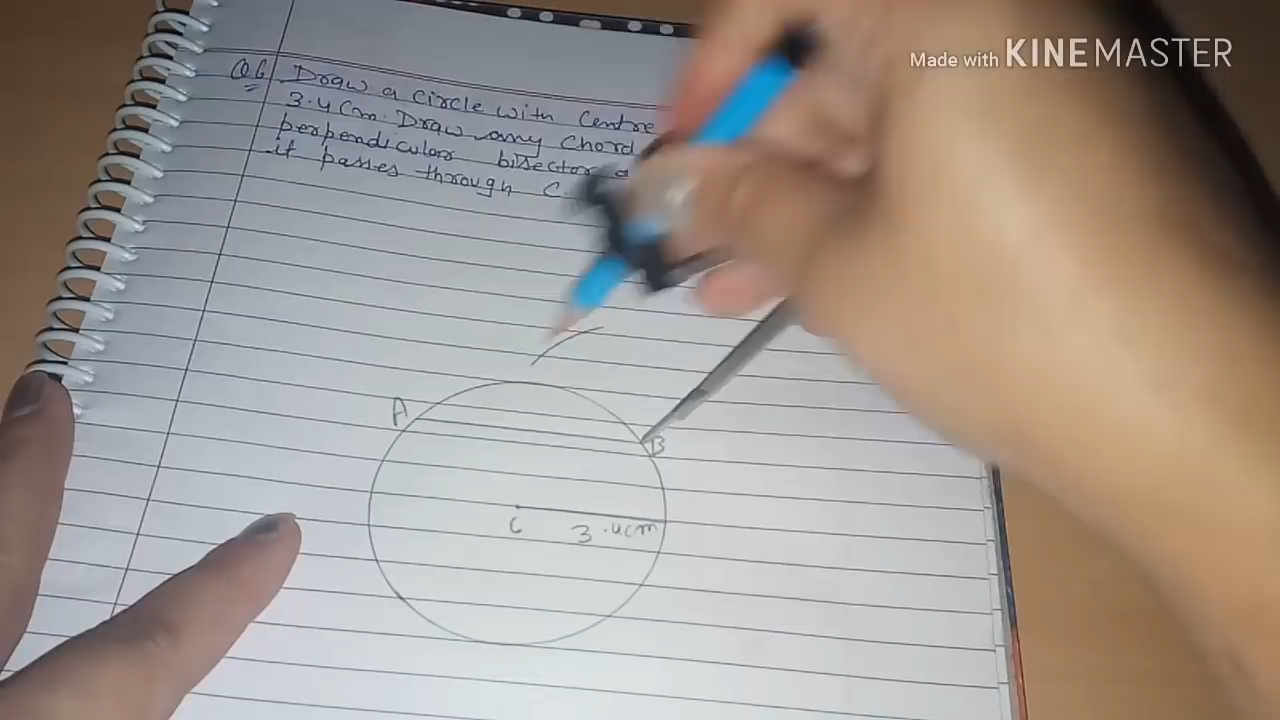 Made with KINEMASTER
Q6 Draw a circle with Centre
3.4 Cm. Draw any Chord
perpendicular bisector
if passes through C.
A
B
C
3.4cm